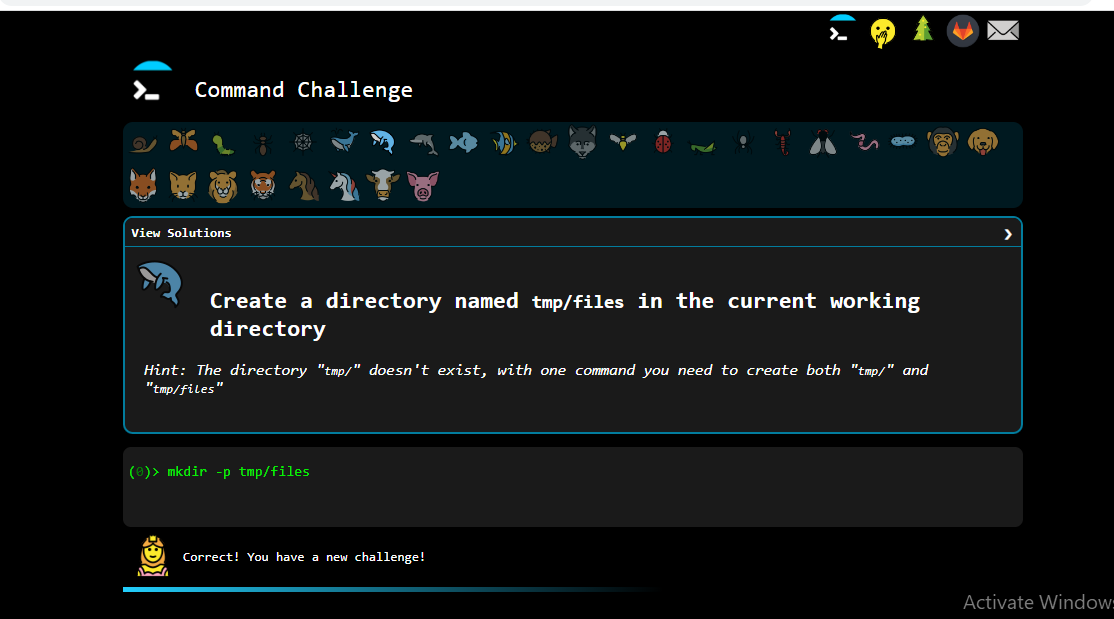 Command Challenge
View Solutions
Create a directory named tmp/files in the current working
directory
Hint: The directory "tmp/" doesn't exist, with one command you need to create both "tmp/" and
"tmp/files"
(0)> mkdir -p tmp/files
Correct! You have a new challenge!
Activate Windows